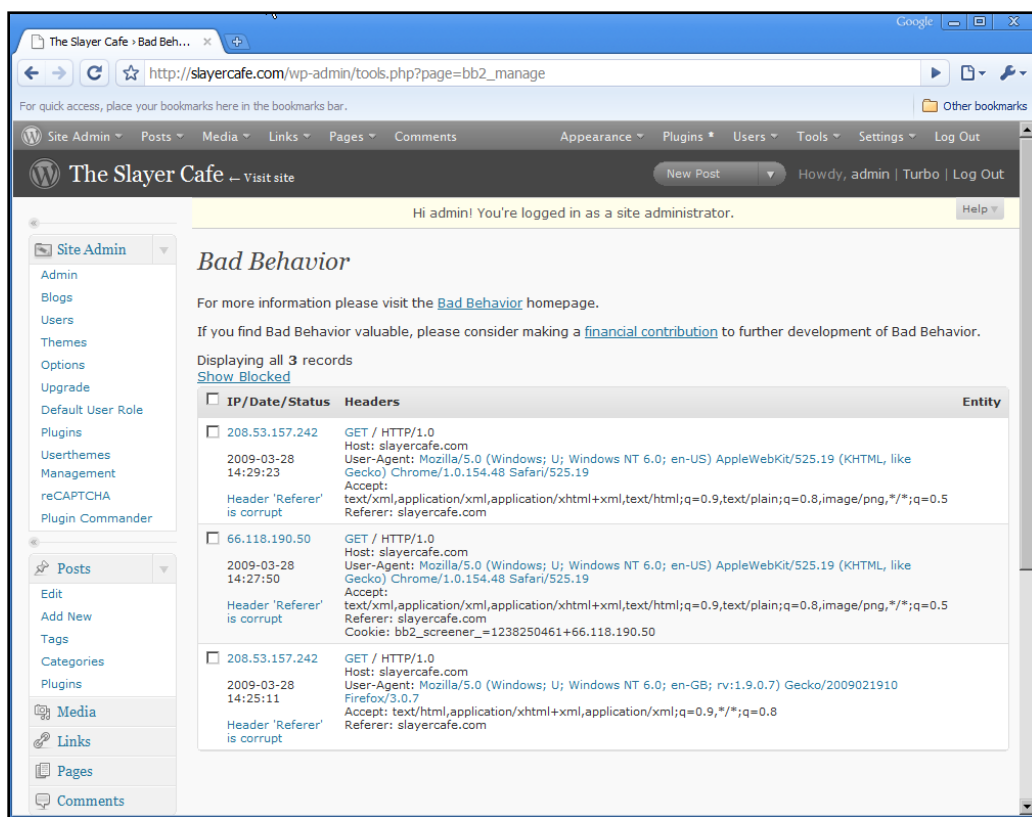 Google
The Slayer Cafe › Bad Beh...
http://slayercafe.com/wp-admin/tools.php?page=bb2_manage
For quick access, place your bookmarks here in the bookmarks bar.
Other bookmarks
Site Admin Posts Media Links Pages Comments Appearance Plugins * Users Tools Settings Log Out
The Slayer Cafe ← Visit site
New Post
Howdy, admin | Turbo | Log Out
Hi admin! You're logged in as a site administrator.
Help
Site Admin
Admin
Blogs
Users
Themes
Options
Upgrade
Default User Role
Plugins
Userthemes
Management
reCAPTCHA
Plugin Commander
Posts
Edit
Add New
Tags
Categories
Plugins
Media
Links
Pages
Comments
Bad Behavior
For more information please visit the Bad Behavior homepage.
If you find Bad Behavior valuable, please consider making a financial contribution to further development of Bad Behavior.
Displaying all 3 records
Show Blocked
IP/Date/Status Headers Entity
208.53.157.242
2009-03-28
14:29:23
Header 'Referer'
is corrupt
GET / HTTP/1.0
Host: slayercafe.com
User-Agent: Mozilla/5.0 (Windows; U; Windows NT 6.0; en-US) AppleWebKit/525.19 (KHTML, like
Gecko) Chrome/1.0.154.48 Safari/525.19
Accept:
text/xml,application/xml,application/xhtml+xml,text/html;q=0.9,text/plain;q=0.8,image/png,*/*;q=0.5
Referer: slayercafe.com
66.118.190.50
2009-03-28
14:27:50
Header 'Referer'
is corrupt
GET / HTTP/1.0
Host: slayercafe.com
User-Agent: Mozilla/5.0 (Windows; U; Windows NT 6.0; en-US) AppleWebKit/525.19 (KHTML, like
Gecko) Chrome/1.0.154.48 Safari/525.19
Accept:
text/xml,application/xml,application/xhtml+xml,text/html;q=0.9,text/plain;q=0.8,image/png,*/*;q=0.5
Referer: slayercafe.com
Cookie: bb2_screener_=1238250461+66.118.190.50
208.53.157.242
2009-03-28
14:25:11
Header 'Referer'
is corrupt
GET / HTTP/1.0
Host: slayercafe.com
User-Agent: Mozilla/5.0 (Windows; U; Windows NT 6.0; en-GB; rv:1.9.0.7) Gecko/2009021910
Firefox/3.0.7
Accept: text/html,application/xhtml+xml,application/xml;q=0.9,*/*;q=0.8
Referer: slayercafe.com